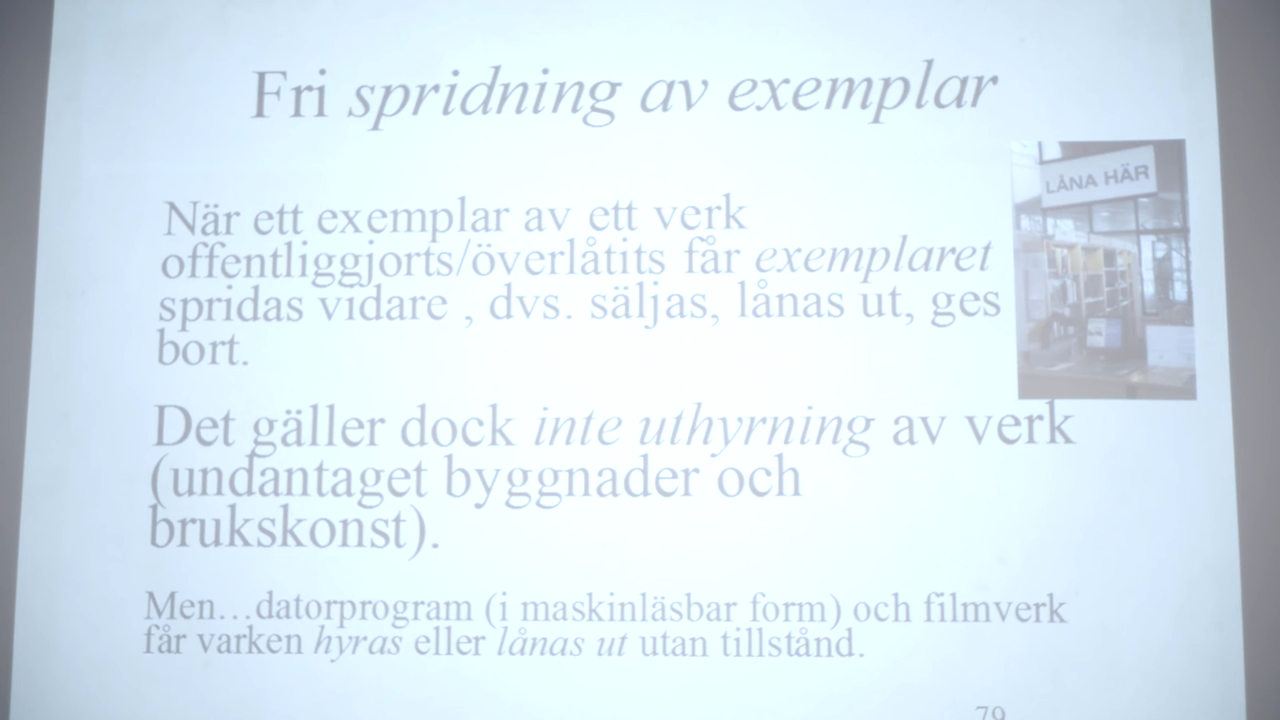 Fri spridning av exemplar
LÅNA HÄR
När ett exemplar av ett verk
offentliggjorts/överlåtits får exemplaret
spridas vidare , dvs. säljas, lånas ut, ges
bort.
Det gäller dock inte uthyrning av verk
(undantaget byggnader och
brukskonst).
Men…datorprogram (i maskinläsbar form) och filmverk
får varken hyras eller lånas ut utan tillstånd.
79